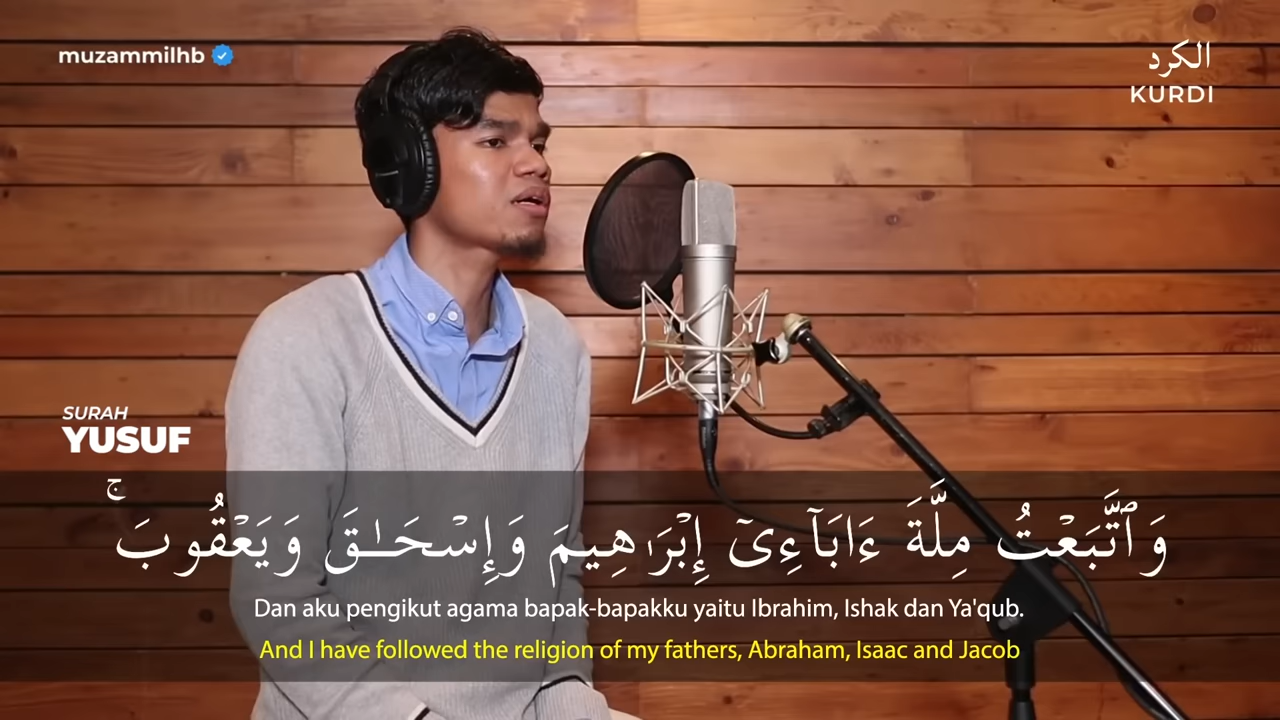 muzammilhb
الكرد
KURDI
SURAH
YUSUF
وَٱتَّبَعْتُ مِلَّةَ ءَابَآءِىٓ إِبْرَٰهِيمَ وَإِسْحَـٰقَ وَيَعْقُوبَ ۚ
Dan aku pengikut agama bapak-bapakku yaitu Ibrahim, Ishak dan Ya'qub.
And I have followed the religion of my fathers, Abraham, Isaac and Jacob